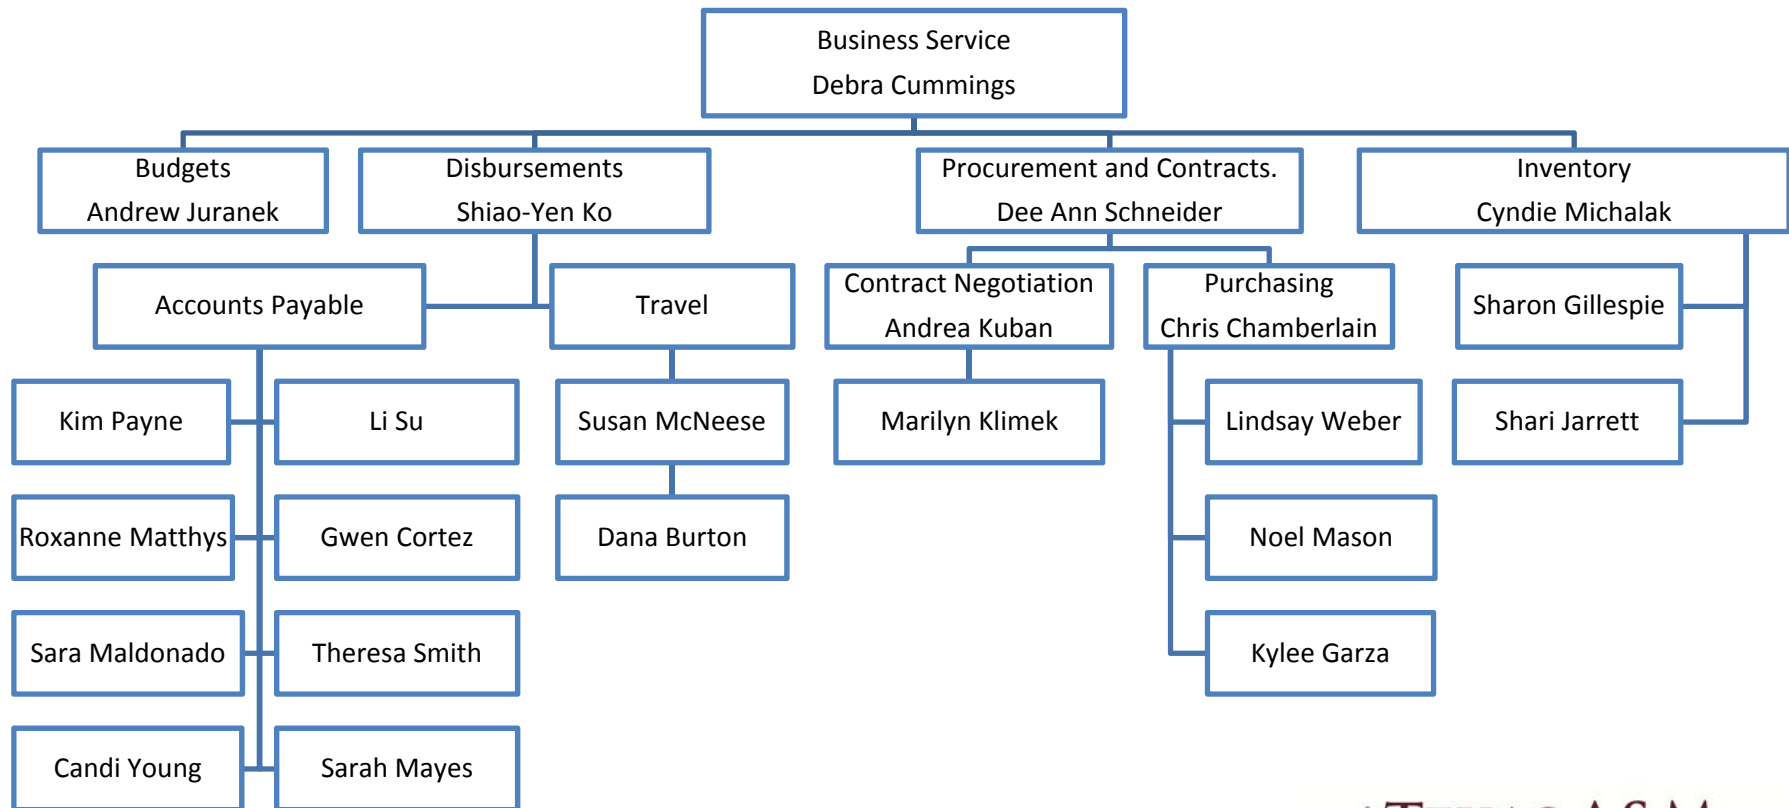 Business Service
Debra Cummings
Budgets
Andrew Juranek
Disbursements
Shiao-Yen Ko
Procurement and Contracts.
Dee Ann Schneider
Inventory
Cyndie Michalak
Accounts Payable
Travel
Contract Negotiation
Andrea Kuban
Purchasing
Chris Chamberlain
Sharon Gillespie
Kim Payne
Li Su
Susan McNeese
Marilyn Klimek
Lindsay Weber
Shari Jarrett
Roxanne Matthys
Gwen Cortez
Dana Burton
Noel Mason
Sara Maldonado
Theresa Smith
Kylee Garza
Candi Young
Sarah Mayes